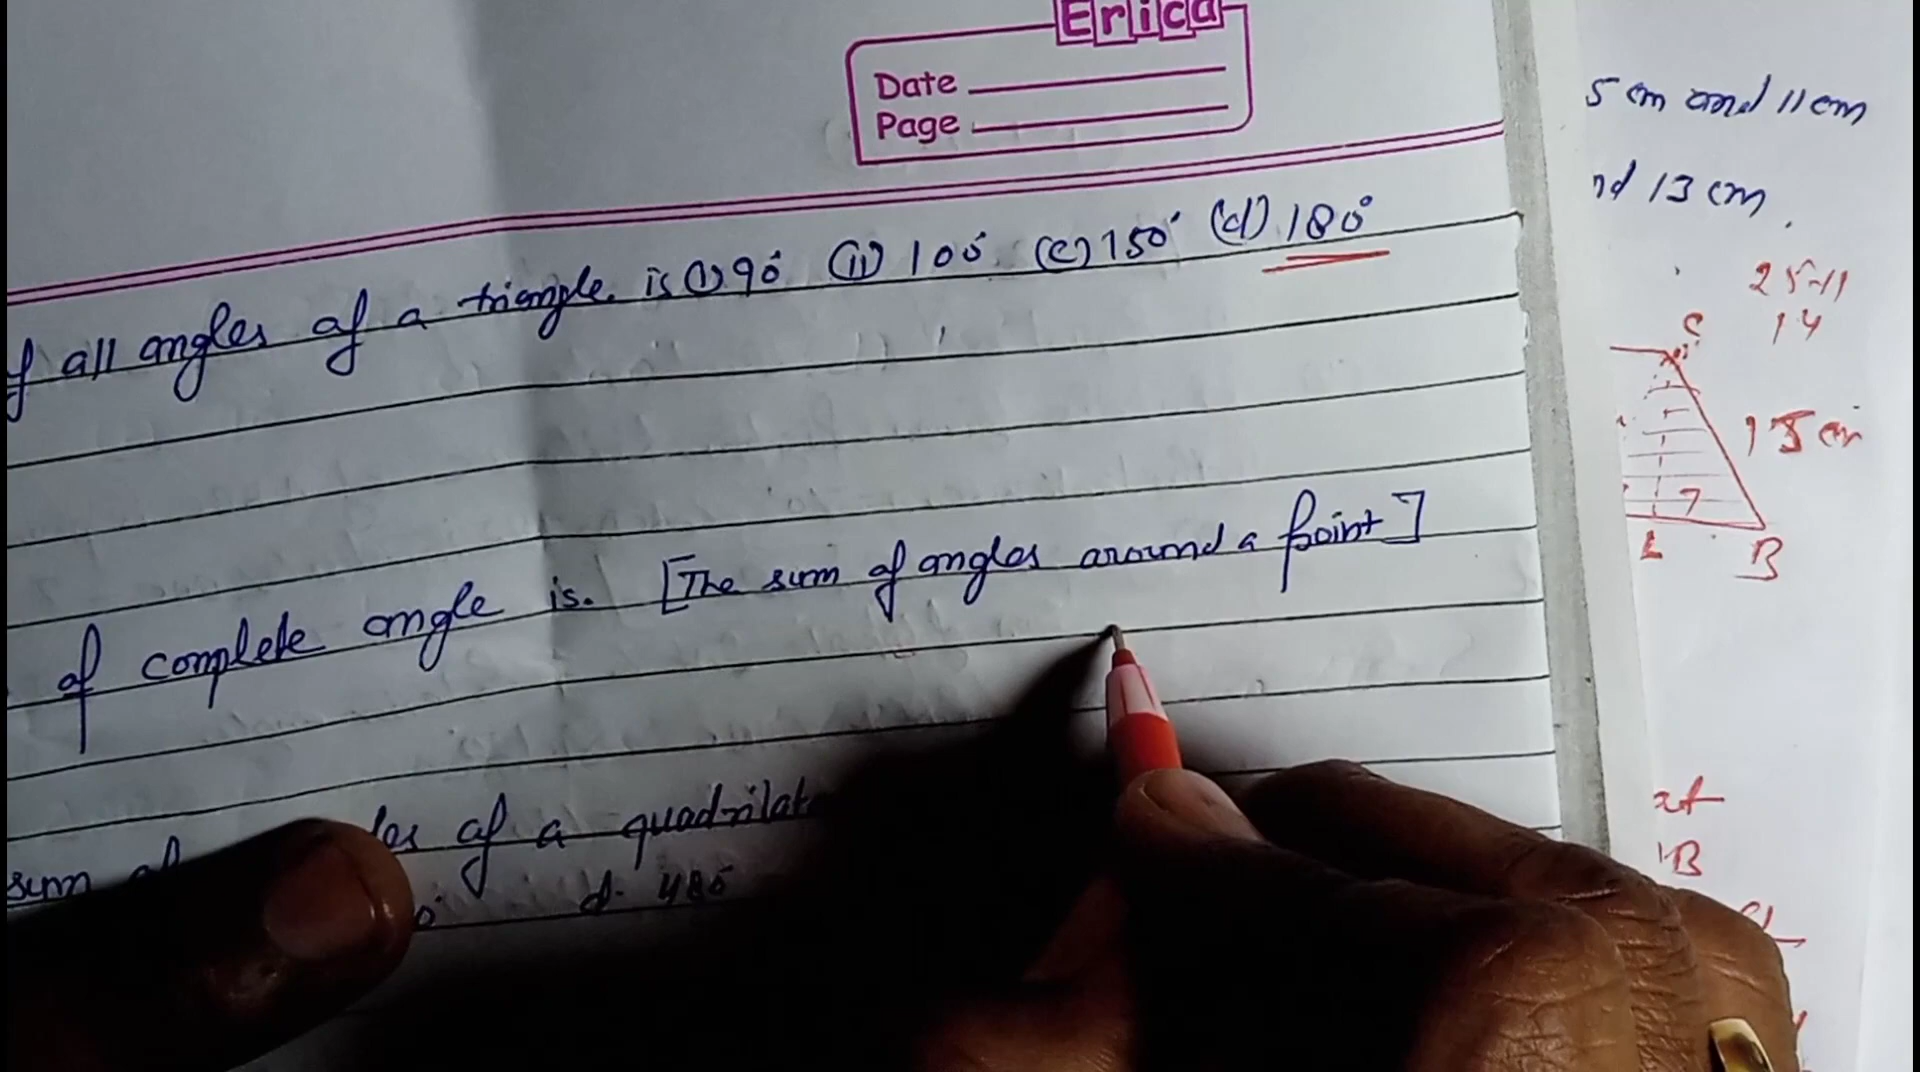 Erica
Date
Page
all angles of a triangle is (i) 90° (ii) 100° (c) 150° (d) 180°
of complete angle is. [The sum of angles around a point]
sum of a quadrilat
d. 480°
5 cm and 11 cm
nd 13 cm.
25-11
14
C
13 cm
7
L B
B